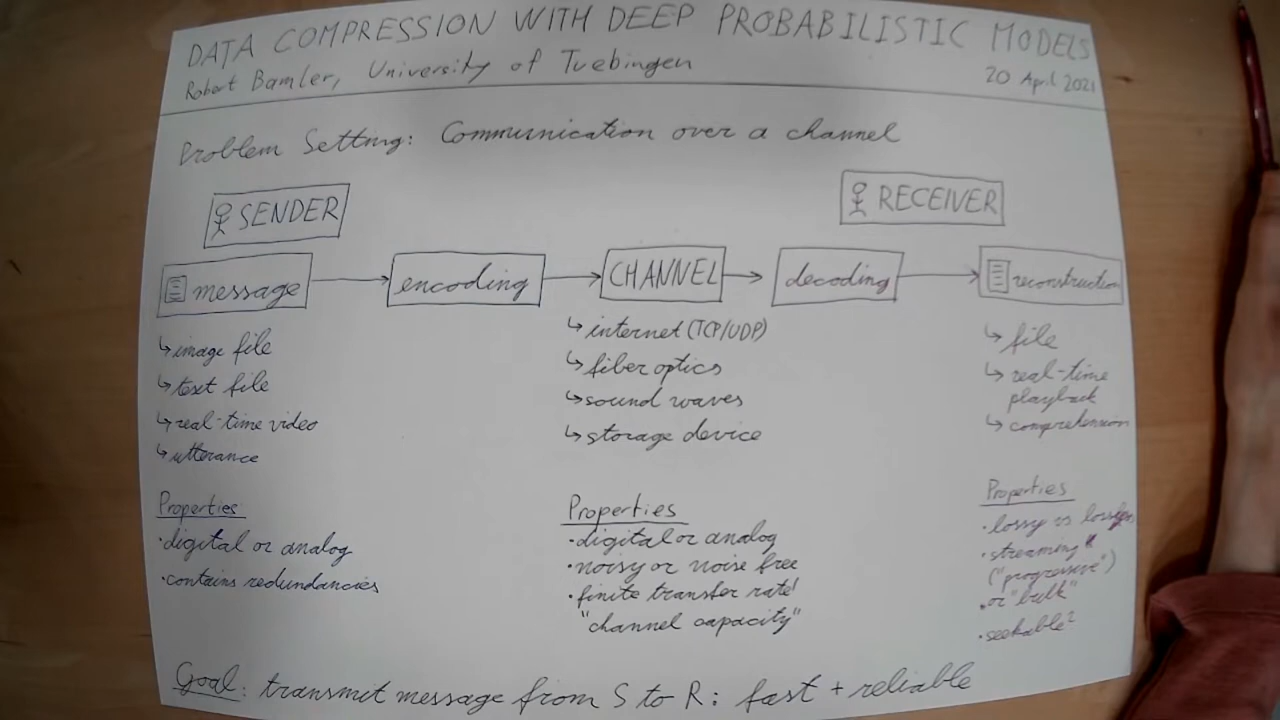 DATA COMPRESSION WITH DEEP PROBABILISTIC MODELS
Robert Bamler, University of Tuebingen
20 April 2021
Problem Setting: Communication over a channel
SENDER
RECEIVER
message
encoding
CHANNEL
decoding
reconstruction
↳ image file
↳ text file
↳ real-time video
↳ utterance
Properties
· digital or analog
· contains redundancies
↳ internet (TCP/UDP)
↳ fiber optics
↳ sound waves
↳ storage device
Properties
· digital or analog
· noisy or noise free
· finite transfer rate
"channel capacity"
↳ file
↳ real-time
playback
↳ comprehension
Properties
· lossy vs
· streaming"
("progressive")
· or "bulk"
· seekable?
Goal: transmit message from S to R: fast + reliable